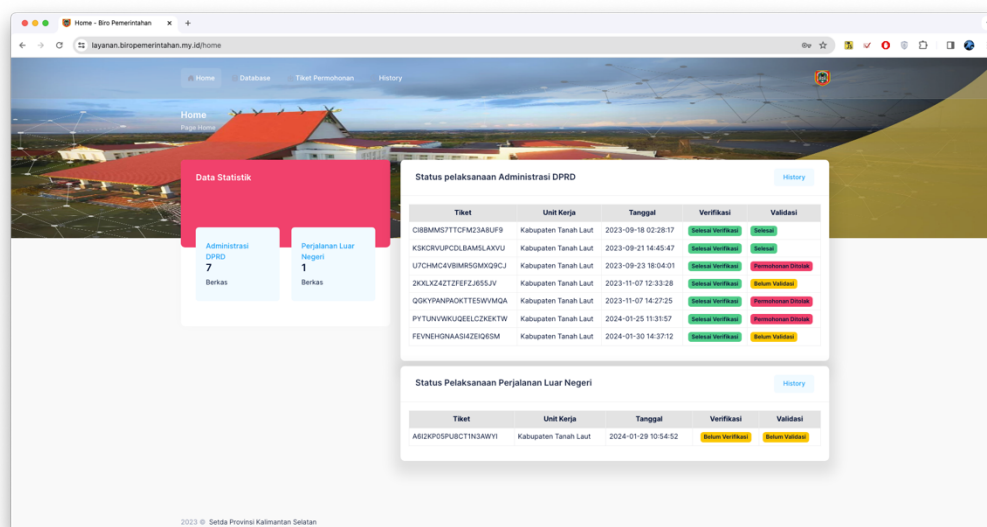 Home - Biro Pemerintahan
layanan.biropemerintahan.my.id/home
Home Database Tiket Permohonan History
Home
Page Home
Data Statistik
Administrasi DPRD
7
Berkas
Perjalanan Luar Negeri
1
Berkas
Status pelaksanaan Administrasi DPRD History
Tiket Unit Kerja Tanggal Verifikasi Validasi
CI8BMMS7TTCFM23A8UF9 Kabupaten Tanah Laut 2023-09-18 02:28:17 Selesai Verifikasi Selesai
KSKCRVUPCDLBAM5LAXVU Kabupaten Tanah Laut 2023-09-21 14:45:47 Selesai Verifikasi Selesai
U7CHMC4V8IMR5GMXQ9CJ Kabupaten Tanah Laut 2023-09-23 18:04:01 Selesai Verifikasi Permohonan Ditolak
2KXLXZ4ZTZFEFZJ655JV Kabupaten Tanah Laut 2023-11-07 12:33:28 Selesai Verifikasi Belum Validasi
QGKYPANPAOKTTE5WVMQA Kabupaten Tanah Laut 2023-11-07 14:27:25 Selesai Verifikasi Permohonan Ditolak
PYTUNVWKUQEELCZKEKTW Kabupaten Tanah Laut 2024-01-25 11:31:57 Selesai Verifikasi Permohonan Ditolak
FEVNEHGNAASI4ZEIQ6SM Kabupaten Tanah Laut 2024-01-30 14:37:12 Selesai Verifikasi Belum Validasi
Status Pelaksanaan Perjalanan Luar Negeri History
Tiket Unit Kerja Tanggal Verifikasi Validasi
A6I2KP05PU8CT1N3AWYI Kabupaten Tanah Laut 2024-01-29 10:54:52 Belum Verifikasi Belum Validasi
2023 © Setda Provinsi Kalimantan Selatan